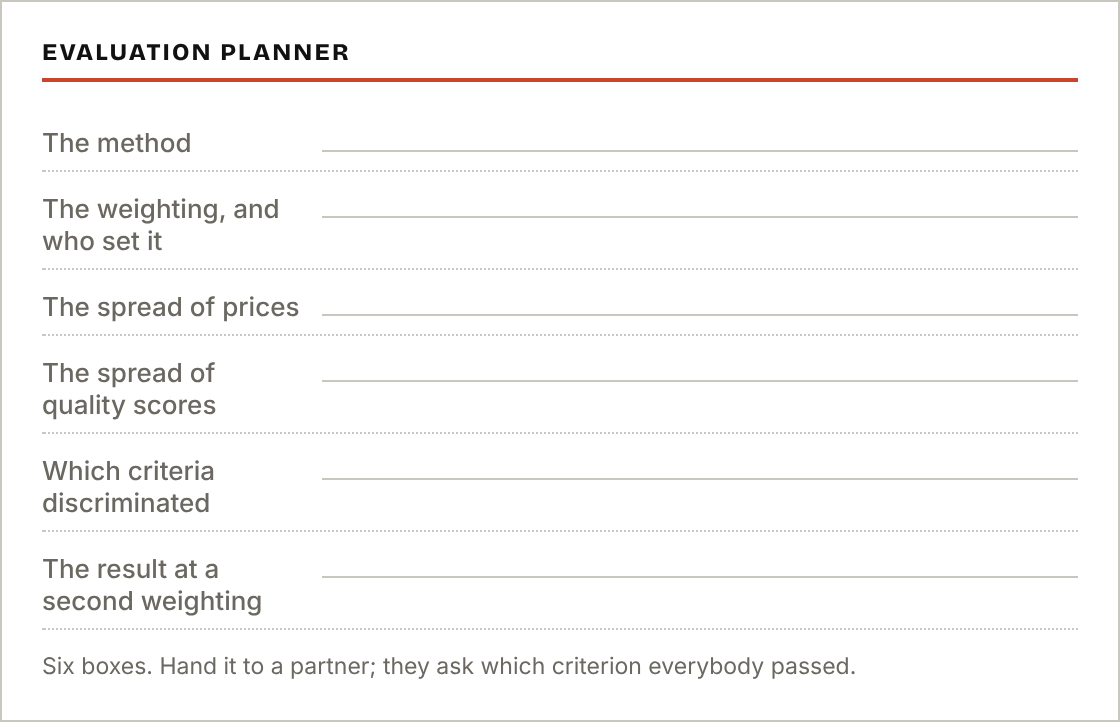 EVALUATION PLANNER
The method
The weighting, and
who set it
The spread of prices
The spread of
quality scores
Which criteria
discriminated
The result at a
second weighting
Six boxes. Hand it to a partner; they ask which criterion everybody passed.